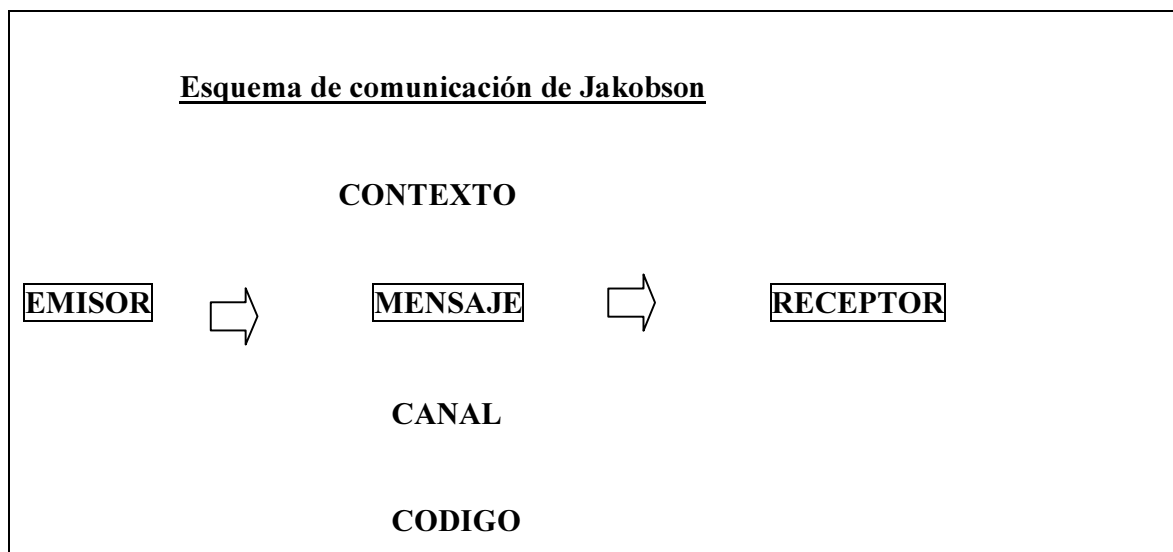 Esquema de comunicación de Jakobson
CONTEXTO
EMISOR MENSAJE RECEPTOR
CANAL
CODIGO